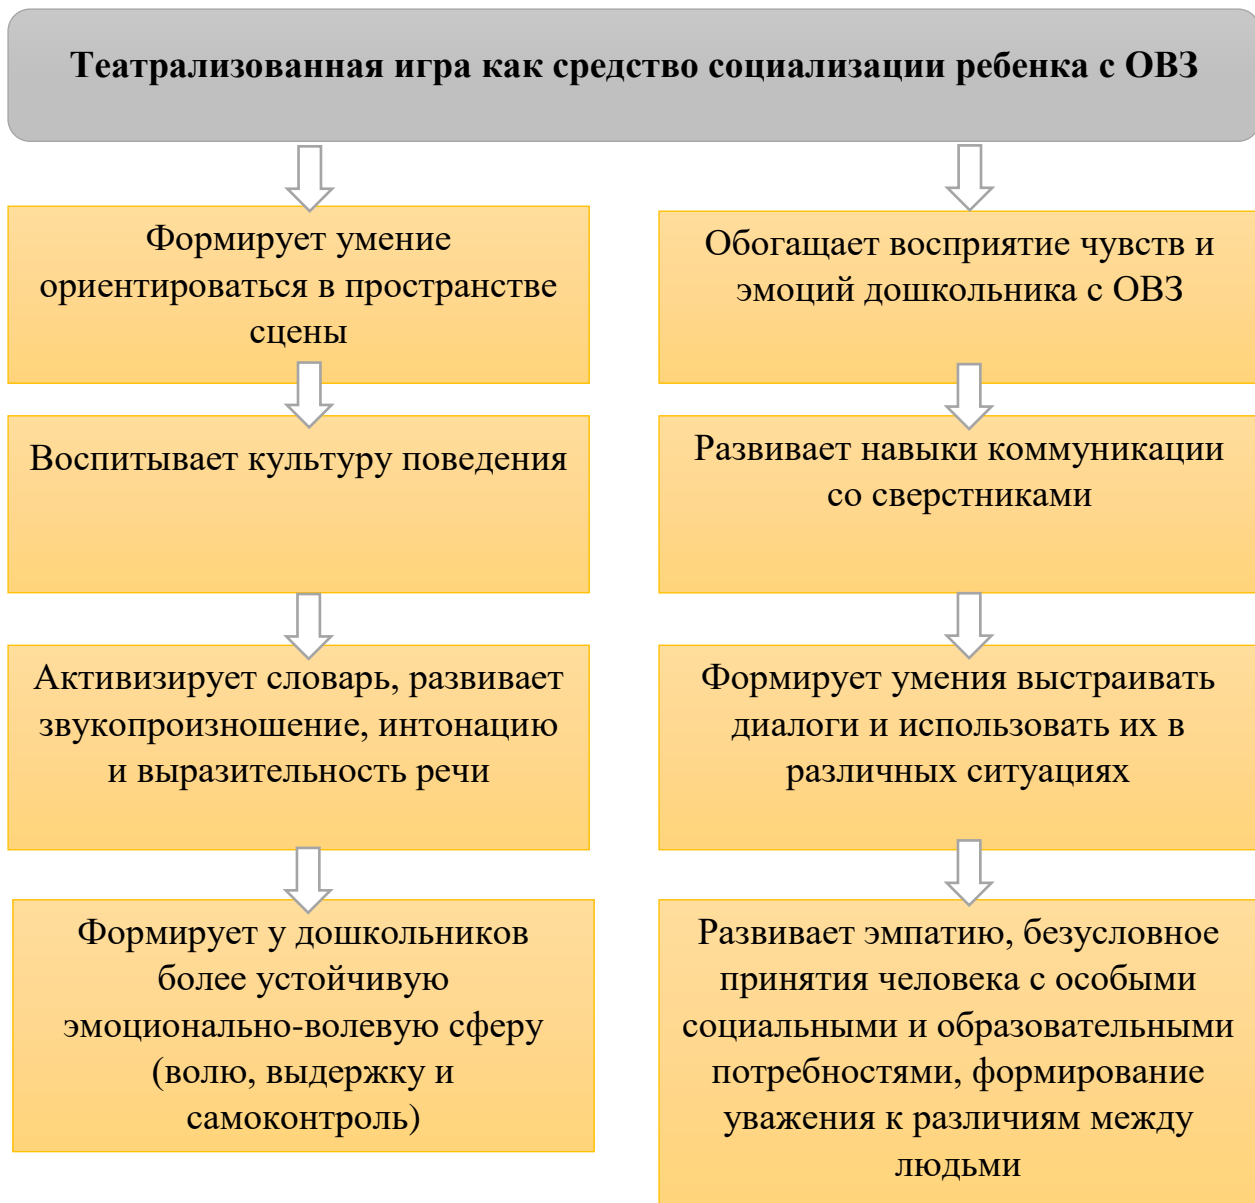 Театрализованная игра как средство социализации ребенка с ОВЗ
Формирует умение
ориентироваться в пространстве
сцены
Воспитывает культуру поведения
Активизирует словарь, развивает
звукопроизношение, интонацию
и выразительность речи
Формирует у дошкольников
более устойчивую
эмоционально-волевую сферу
(волю, выдержку и
самоконтроль)
Обогащает восприятие чувств и
эмоций дошкольника с ОВЗ
Развивает навыки коммуникации
со сверстниками
Формирует умения выстраивать
диалоги и использовать их в
различных ситуациях
Развивает эмпатию, безусловное
принятия человека с особыми
социальными и образовательными
потребностями, формирование
уважения к различиям между
людьми